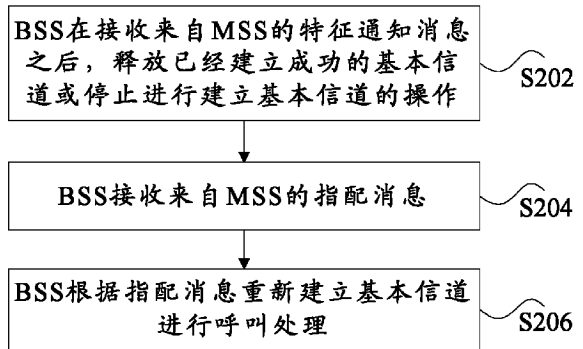 BSS在接收来自MSS的特征通知消息
之后，释放已经建立成功的基本信
道或停止进行建立基本信道的操作
S202
BSS接收来自MSS的指配消息
S204
BSS根据指配消息重新建立基本信道
进行呼叫处理
S206